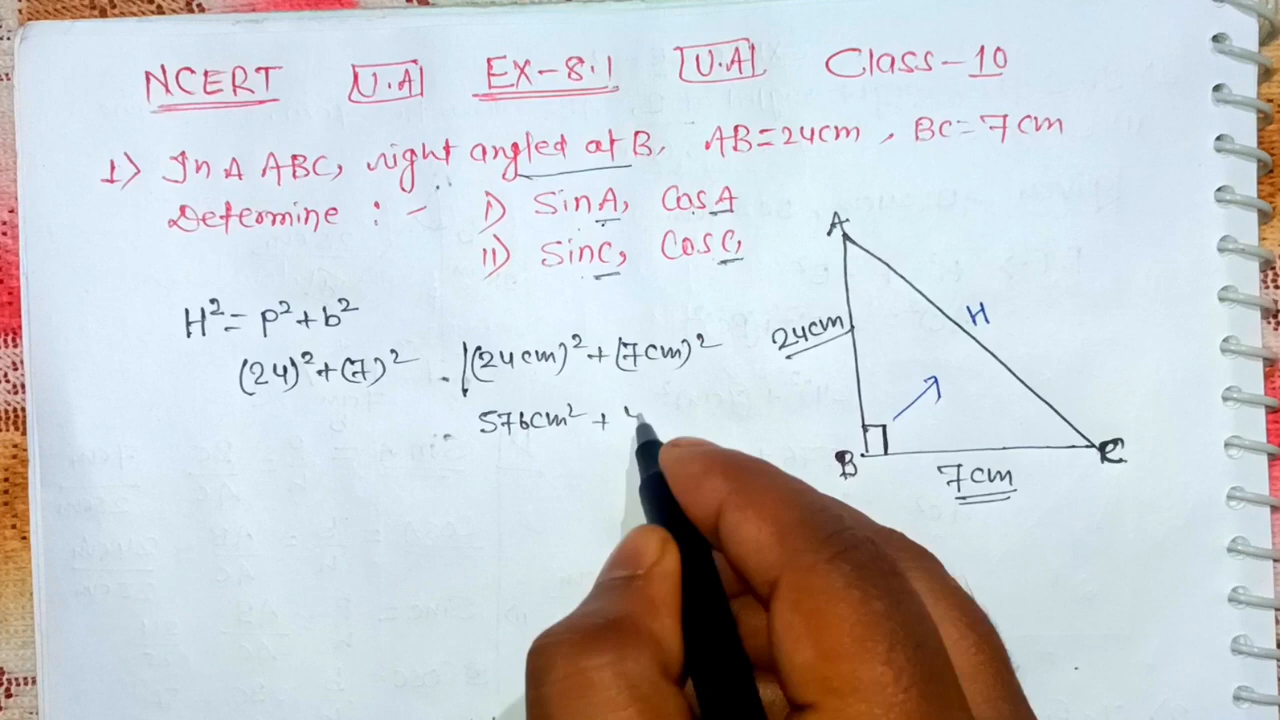 NCERT U.A EX-8.1 U.A Class-10
1) In Δ ABC, right angled at B, AB=24cm, BC=7cm
Determine :- i) SinA, CosA
ii) Sinc, Cosc,
H²= p²+b²
(24)²+(7)² . (24cm)²+(7cm)²
576cm² + 4
A
H
24cm
B
C
7cm